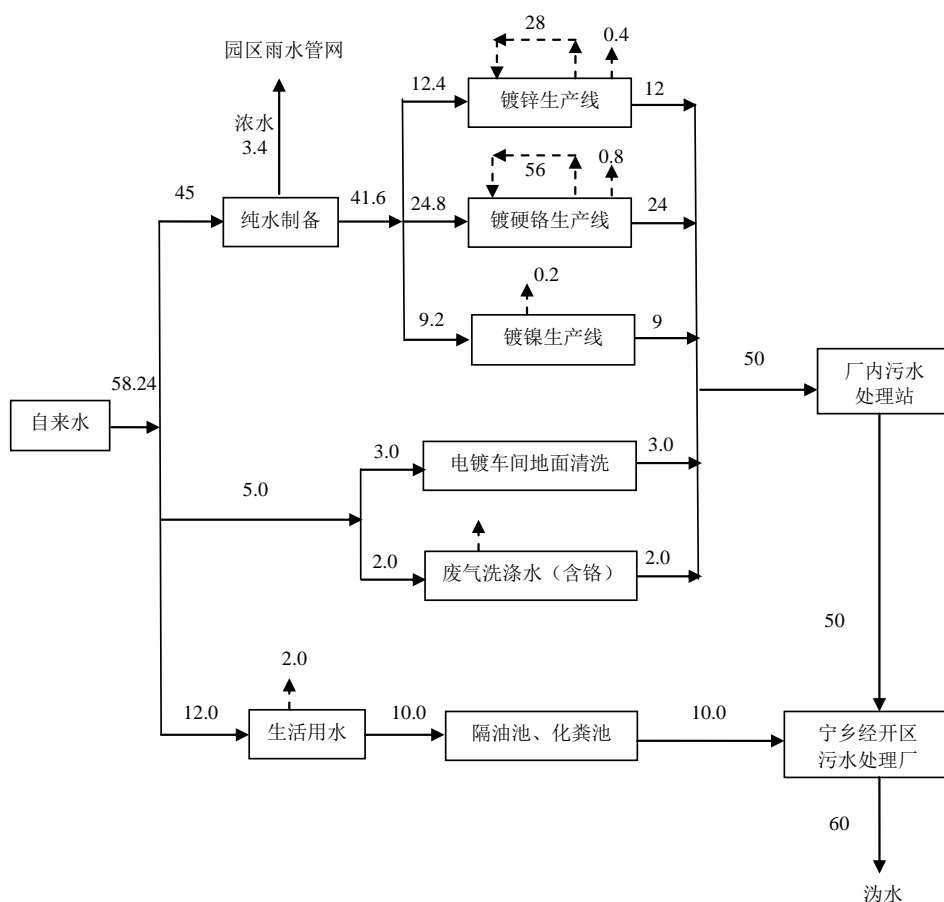 28
0.4
园区雨水管网
12.4
镀锌生产线
12
浓水
3.4
56
0.8
45
纯水制备
41.6
24.8
镀硬铬生产线
24
0.2
9.2
镀镍生产线
9
58.24
自来水
50
厂内污水
处理站
3.0
电镀车间地面清洗
3.0
5.0
2.0
废气洗涤水（含铬）
2.0
50
2.0
12.0
生活用水
10.0
隔油池、化粪池
10.0
宁乡经开区
污水处理厂
60
沩水